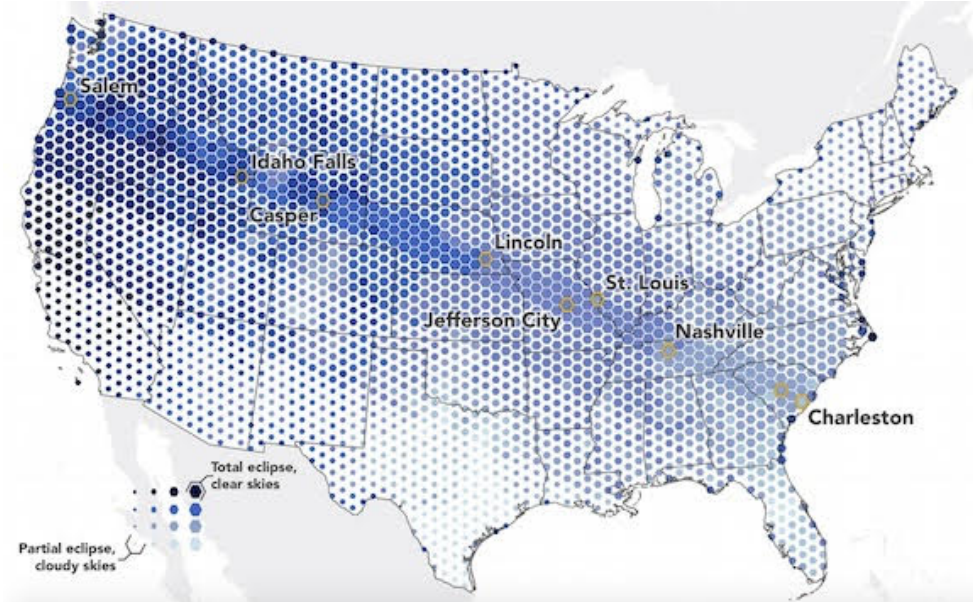 Salem
Idaho Falls
Casper
Lincoln
St. Louis
Jefferson City
Nashville
Charleston
Total eclipse,
clear skies
Partial eclipse,
cloudy skies